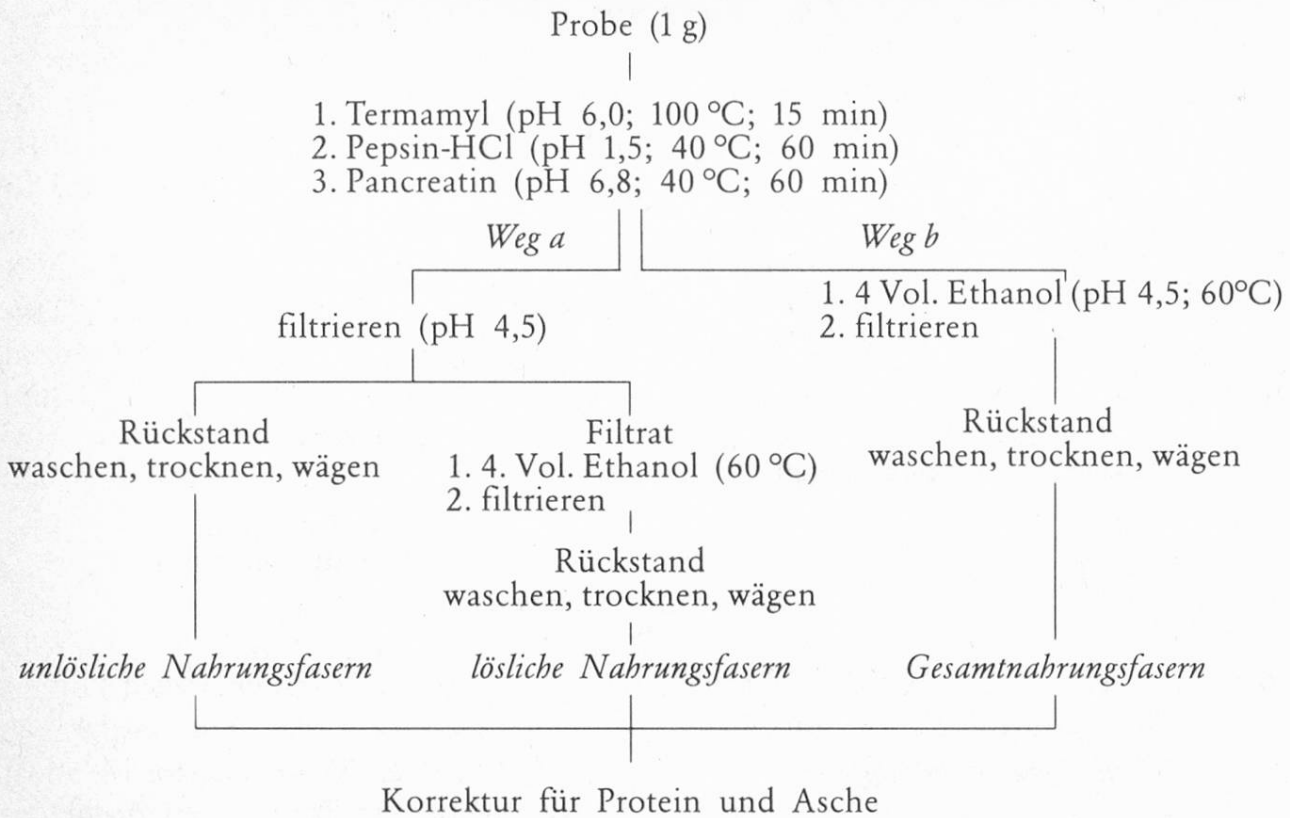 Probe (1 g)
1. Termamyl (pH 6,0; 100 °C; 15 min)
2. Pepsin-HCl (pH 1,5; 40 °C; 60 min)
3. Pancreatin (pH 6,8; 40 °C; 60 min)
Weg a
Weg b
filtrieren (pH 4,5)
1. 4 Vol. Ethanol (pH 4,5; 60°C)
2. filtrieren
Rückstand
waschen, trocknen, wägen
Filtrat
1. 4. Vol. Ethanol (60 °C)
2. filtrieren
Rückstand
waschen, trocknen, wägen
Rückstand
waschen, trocknen, wägen
unlösliche Nahrungsfasern
lösliche Nahrungsfasern
Gesamtnahrungsfasern
Korrektur für Protein und Asche